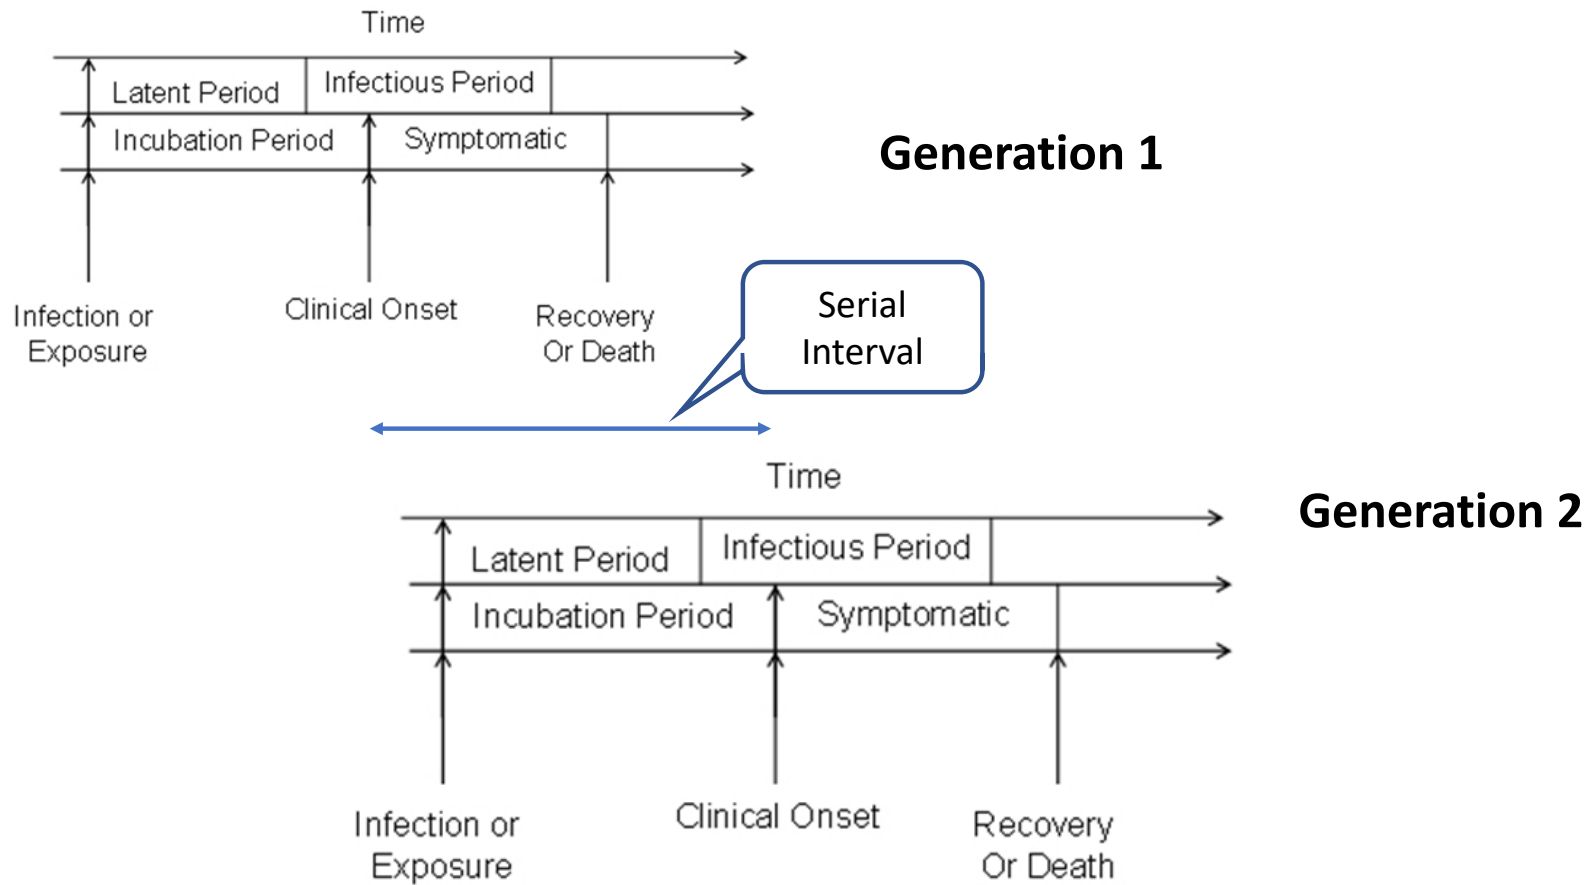 Time
Latent Period
Infectious Period
Incubation Period
Symptomatic
Generation 1
Infection or
Exposure
Clinical Onset
Recovery
Or Death
Serial
Interval
Time
Generation 2
Latent Period
Infectious Period
Incubation Period
Symptomatic
Infection or
Exposure
Clinical Onset
Recovery
Or Death